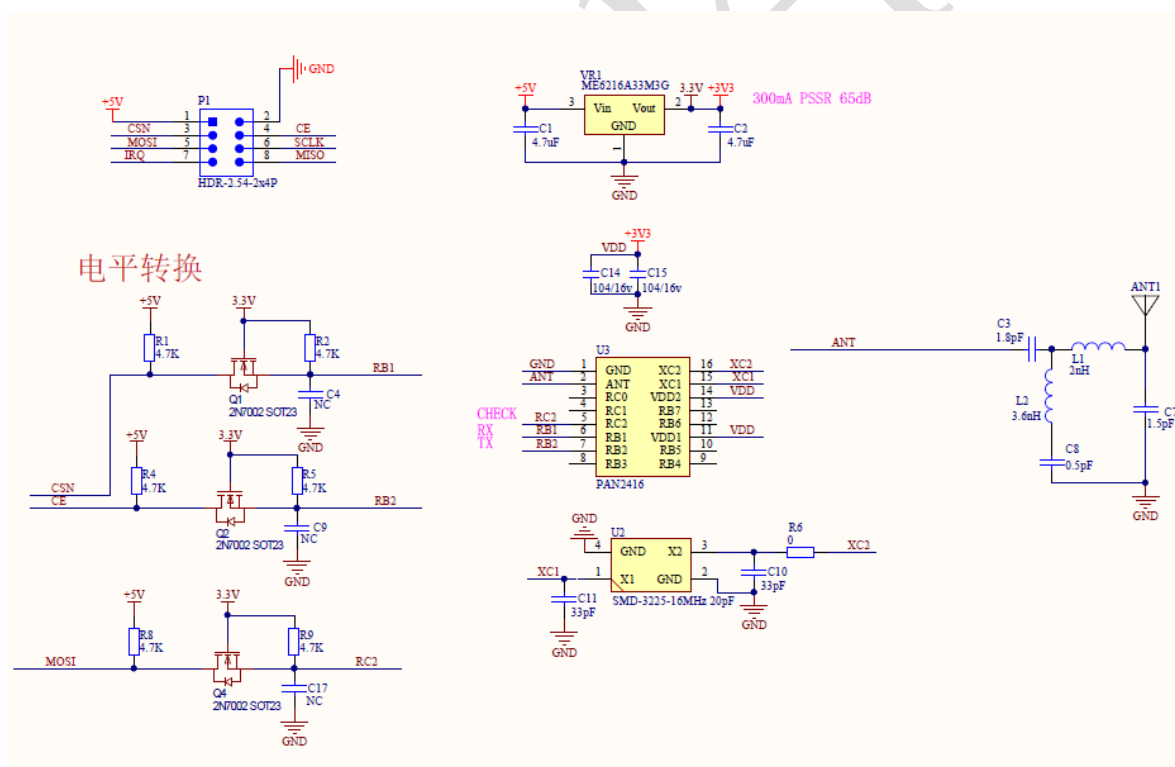 GND
+5V
P1
1
2
CSN
3
4
CE
MOSI
5
6
SCLK
IRQ
7
8
MISO
HDR-2.54-2x4P
VR1
ME6216A33M3G
+5V
3
Vin
Vout
2
3.3V
+3V3
300mA PSSR 65dB
GND
1
C1
4.7uF
C2
4.7uF
GND
+3V3
VDD
C14
104/16v
C15
104/16v
GND
电平转换
+5V
3.3V
R1
4.7K
R2
4.7K
RB1
Q1
2N7002 SOT23
C4
NC
GND
+5V
3.3V
R4
4.7K
R5
4.7K
CSN
CE
RB2
Q2
2N7002 SOT23
C9
NC
GND
+5V
3.3V
R8
4.7K
R9
4.7K
MOSI
RC2
Q4
2N7002 SOT23
C17
NC
GND
U3
GND
1
GND
XC2
16
XC2
ANT
2
ANT
XC1
15
XC1
3
RC0
VDD2
14
VDD
4
RC1
RB7
13
CHECK
RC2
5
RC2
RB6
12
RX
RB1
6
RB1
VDD1
11
VDD
TX
RB2
7
RB2
RB5
10
8
RB3
RB4
9
PAN2416
ANT1
ANT
C3
1.8pF
L1
2nH
L2
3.6nH
C8
0.5pF
1.5pF
GND
GND
U2
4
GND
X2
3
R6
0
XC2
XC1
1
X1
GND
2
C10
33pF
C11
33pF
SMD-3225-16MHz 20pF
GND
GND